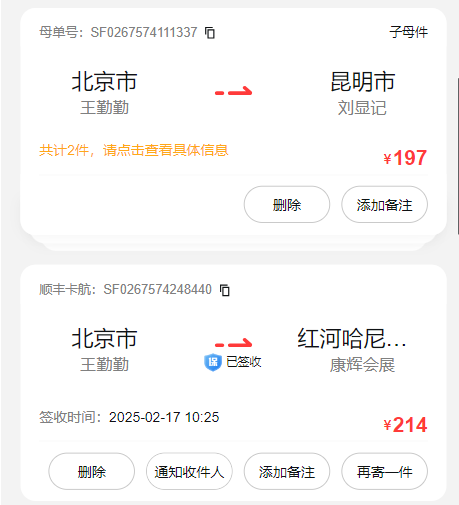 母单号：SF0267574111337 子母件
北京市 昆明市
王勤勤 刘显记
共计2件，请点击查看具体信息
¥197
删除 添加备注
顺丰卡航：SF0267574248440
北京市 红河哈尼...
王勤勤 保 已签收 康辉会展
签收时间：2025-02-17 10:25
¥214
删除 通知收件人 添加备注 再寄一件